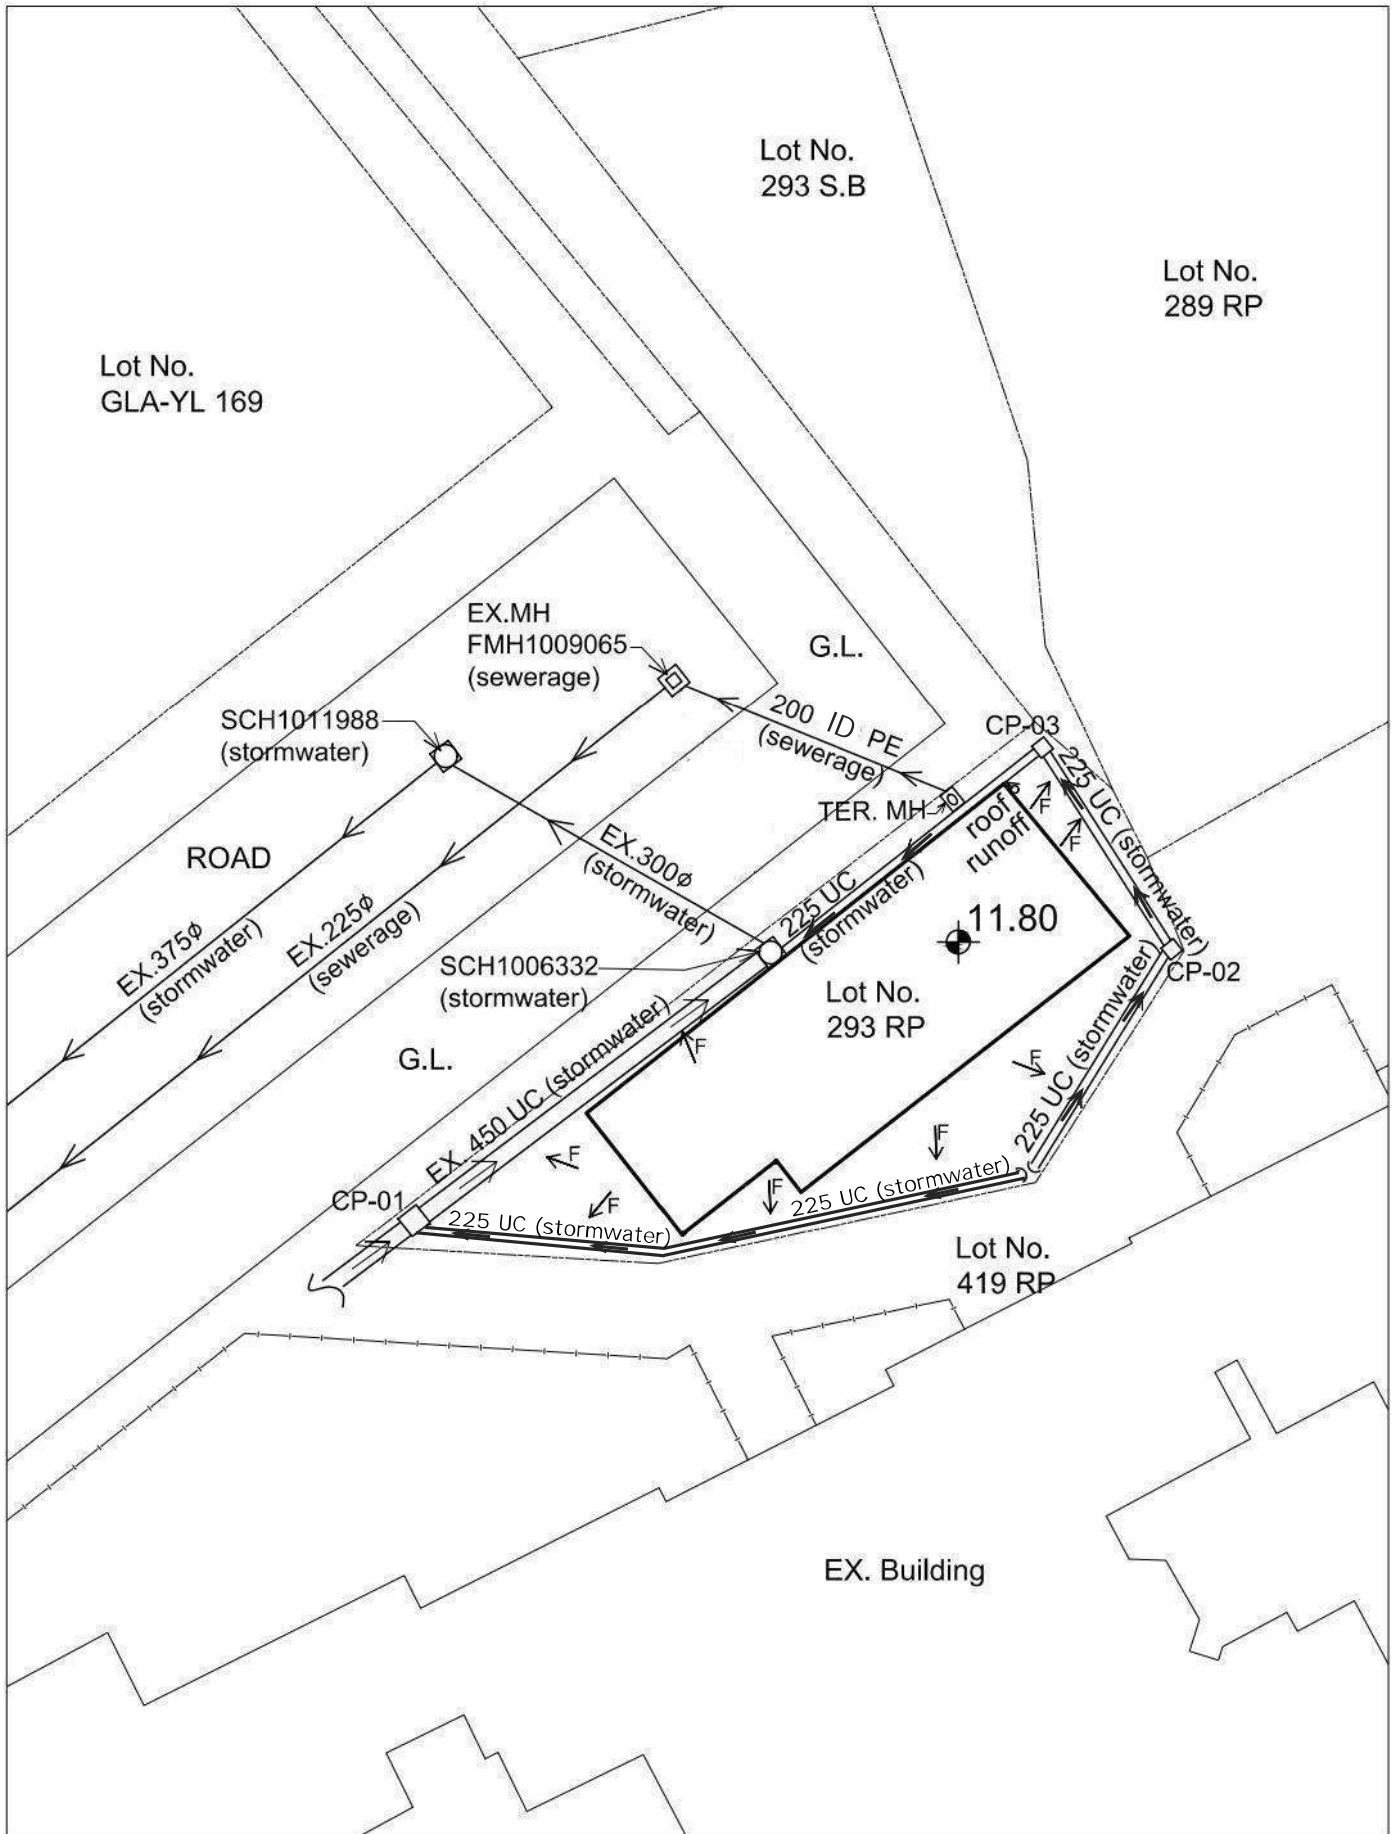 Lot No.
293 S.B
Lot No.
289 RP
Lot No.
GLA-YL 169
EX.MH
FMH1009065
(sewerage)
G.L.
SCH1011988
(stormwater)
200 ID PE
(sewerage)
CP-03
225 UC (stormwater)
TER. MH
roof
runoff
F
F
ROAD
EX.300ø
(stormwater)
225 UC
(stormwater)
11.80
EX.375ø
(stormwater)
EX.225ø
(sewerage)
SCH1006332
(stormwater)
CP-02
Lot No.
293 RP
G.L.
F
EX. 450 UC (stormwater)
F
225 UC (stormwater)
F
F
F
F
CP-01
225 UC (stormwater)
225 UC (stormwater)
Lot No.
419 RP
EX. Building